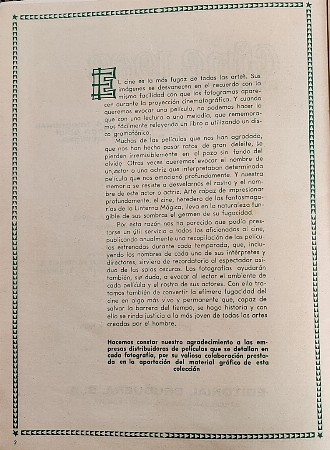 El cine es la más fugaz de todas las artes. Sus
imágenes se desvanecen en el recuerdo con la
misma facilidad con que los fotogramas apare-
cen durante la proyección cinematográfica. Y cuando
queremos evocar una película, no podemos hacer lo
que con una lectura o una melodía, que rememora-
mos fácilmente releyendo un libro o utilizando un dis-
co gramofónico.
Muchas de las películas que nos han agradado,
que nos han hecho pasar ratos de gran deleite, se
pierden irremisiblemente en el pozo sin fondo del
olvido. Otras veces queremos evocar el nombre de
un actor o una actriz que interpretaban determinada
película que nos emocionó profundamente. Y nuestra
memoria se resiste a desvelarnos el rostro y el nom-
bre de este actor o actriz. Arte capaz de impresionar
profundamente, el cine, heredero de las fantasmago-
rías de la Linterna Mágica, lleva en la naturaleza fun-
gible de sus sombras el germen de su fugacidad.
Por esta razón nos ha parecido que podía pres-
tarse un útil servicio a todos los aficionados al cine,
publicando anualmente una recopilación de las pelícu-
las estrenadas durante cada temporada, que, inclu-
yendo los nombres de cada uno de sus intérpretes y
directores, sirviera de recordatorio al espectador asi-
duo de las salas oscuras. Las fotografías ayudarán
también, sin duda, a evocar al lector el ambiente de
cada película y el rostro de sus actores. Con ello tra-
tamos también de convertir la efímera fugacidad del
cine en algo más vivo y permanente que, capaz de
salvar la barrera del tiempo, se haga historia y con
ello se rinda justicia a la más joven de todas las artes
creadas por el hombre.
Hacemos constar nuestro agradecimiento a las em-
presas distribuidoras de películas que se detallan en
cada fotografía, por su valiosa colaboración presta-
da en la aportación del material gráfico de esta
colección